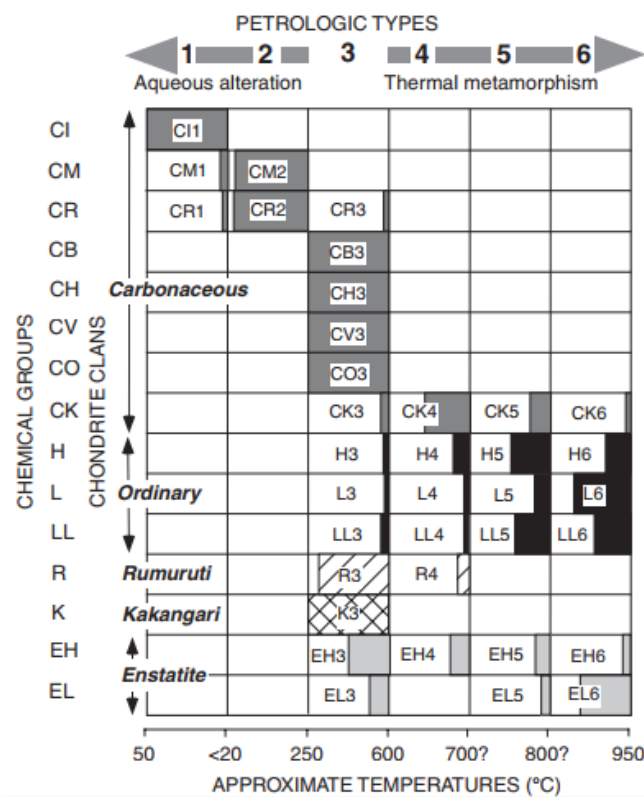 PETROLOGIC TYPES
1 2 3 4 5 6
Aqueous alteration Thermal metamorphism
CI CI1
CM CM1 CM2
CR CR1 CR2 CR3
CB CB3
CH Carbonaceous CH3
CV CV3
CO CO3
CK CK3 CK4 CK5 CK6
CHEMICAL GROUPS
CHONDRITE CLANS
H H3 H4 H5 H6
L Ordinary L3 L4 L5 L6
LL LL3 LL4 LL5 LL6
R Rumuruti R3 R4
K Kakangari K3
EH EH3 EH4 EH5 EH6
Enstatite
EL EL3 EL5 EL6
50 <20 250 600 700? 800? 950
APPROXIMATE TEMPERATURES (°C)